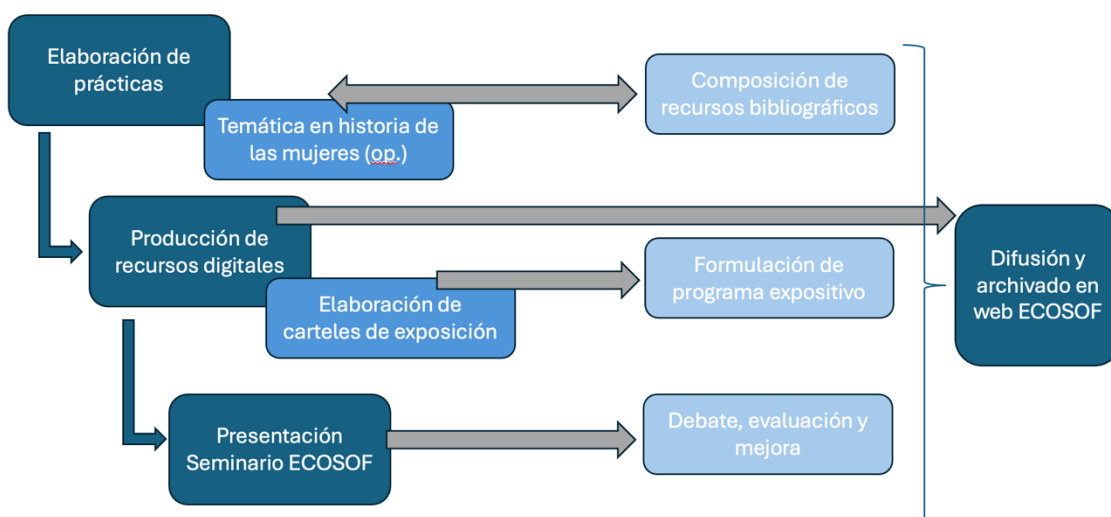 Elaboración de
prácticas
Composición de
recursos bibliográficos
Temática en historia de
las mujeres (op.)
Producción de
recursos digitales
Formulación de
programa expositivo
Difusión y
archivado en
web ECOSOF
Elaboración de
carteles de exposición
Presentación
Seminario ECOSOF
Debate, evaluación y
mejora